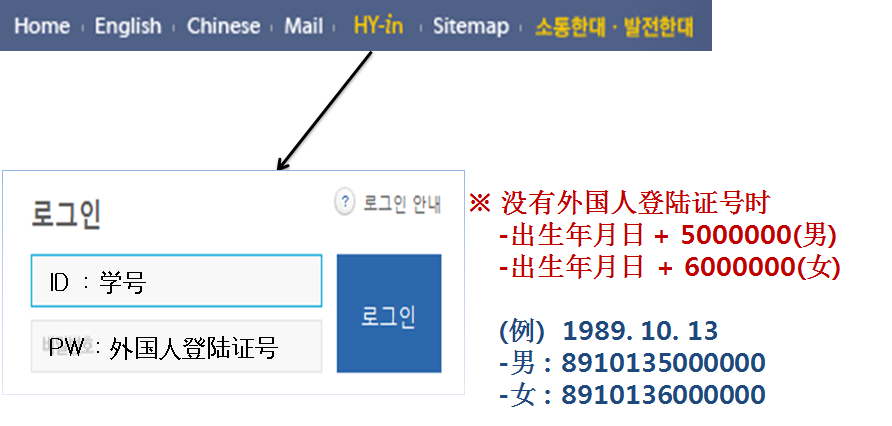 Home English Chinese Mail HY-in Sitemap 소통한대 · 발전한대
로그인
? 로그인 안내
ID : 学号
로그인
PW : 外国人登陆证号
※ 没有外国人登陆证号时
-出生年月日 + 5000000(男)
-出生年月日 + 6000000(女)
(例) 1989. 10. 13
-男 : 8910135000000
-女 : 8910136000000